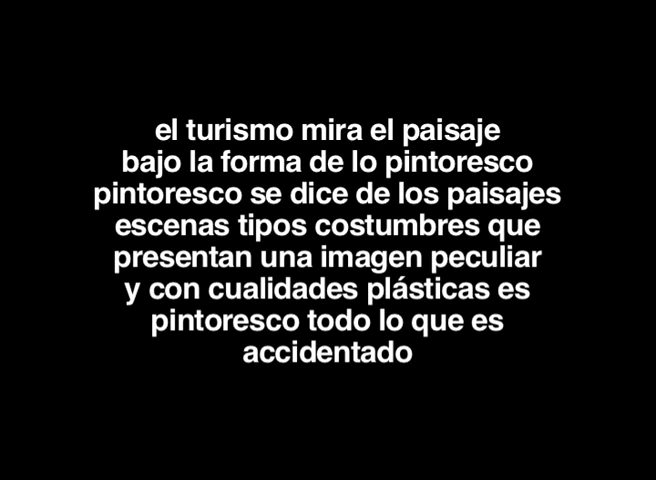 el turismo mira el paisaje
bajo la forma de lo pintoresco
pintoresco se dice de los paisajes
escenas tipos costumbres que
presentan una imagen peculiar
y con cualidades plásticas es
pintoresco todo lo que es
accidentado